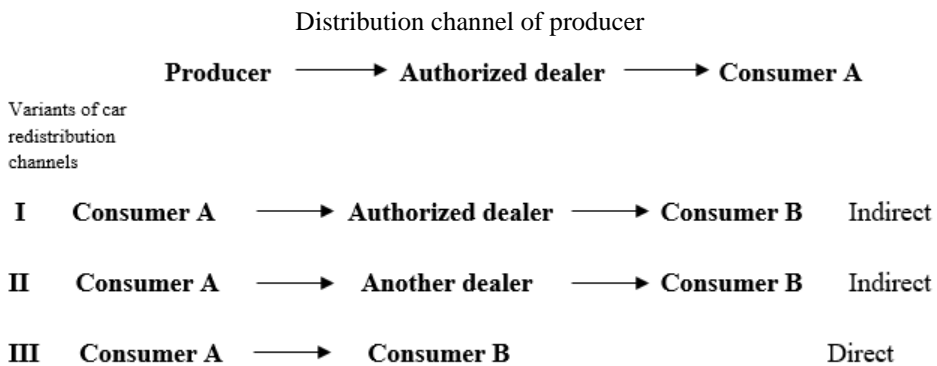 Distribution channel of producer
Producer Authorized dealer Consumer A
Variants of car
redistribution
channels
I Consumer A Authorized dealer Consumer B Indirect
II Consumer A Another dealer Consumer B Indirect
III Consumer A Consumer B Direct